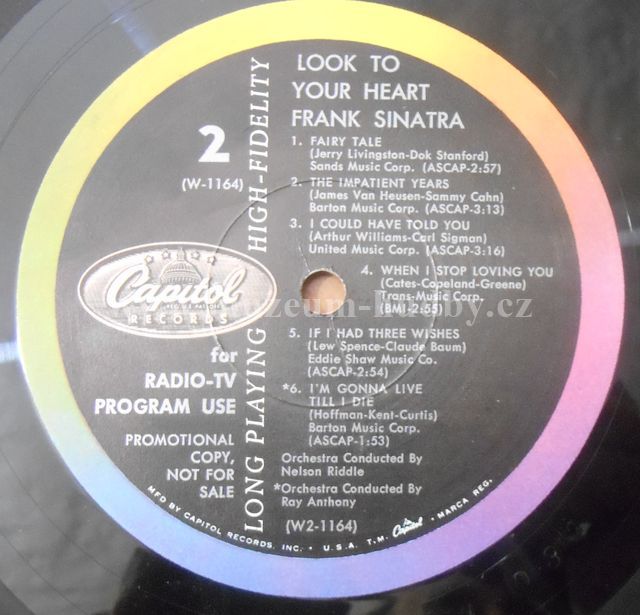 LOOK TO
YOUR HEART
FRANK SINATRA
2
(W-1164)
LONG PLAYING HIGH-FIDELITY
1. FAIRY TALE
(Jerry Livingston-Dok Stanford)
Sands Music Corp. (ASCAP-2:57)
2. THE IMPATIENT YEARS
(James Van Heusen-Sammy Cahn)
Barton Music Corp. (ASCAP-3:13)
3. I COULD HAVE TOLD YOU
(Arthur Williams-Carl Sigman)
United Music Corp. (ASCAP-3:16)
4. WHEN I STOP LOVING YOU
(Cates-Copeland-Greene)
Trans-Music Corp.
(BMI-2:55)
5. IF I HAD THREE WISHES
(Lew Spence-Claude Baum)
Eddie Shaw Music Co.
(ASCAP-2:54)
*6. I'M GONNA LIVE
TILL I DIE
(Hoffman-Kent-Curtis)
Barton Music Corp.
(ASCAP-1:53)
Orchestra Conducted By
Nelson Riddle
*Orchestra Conducted By
Ray Anthony
(W2-1164)
Capitol
RECORDS
for
RADIO-TV
PROGRAM USE
PROMOTIONAL
COPY,
NOT FOR
SALE
MFD BY CAPITOL RECORDS, INC. • U.S.A. T.M. Capitol • MARCA REG.